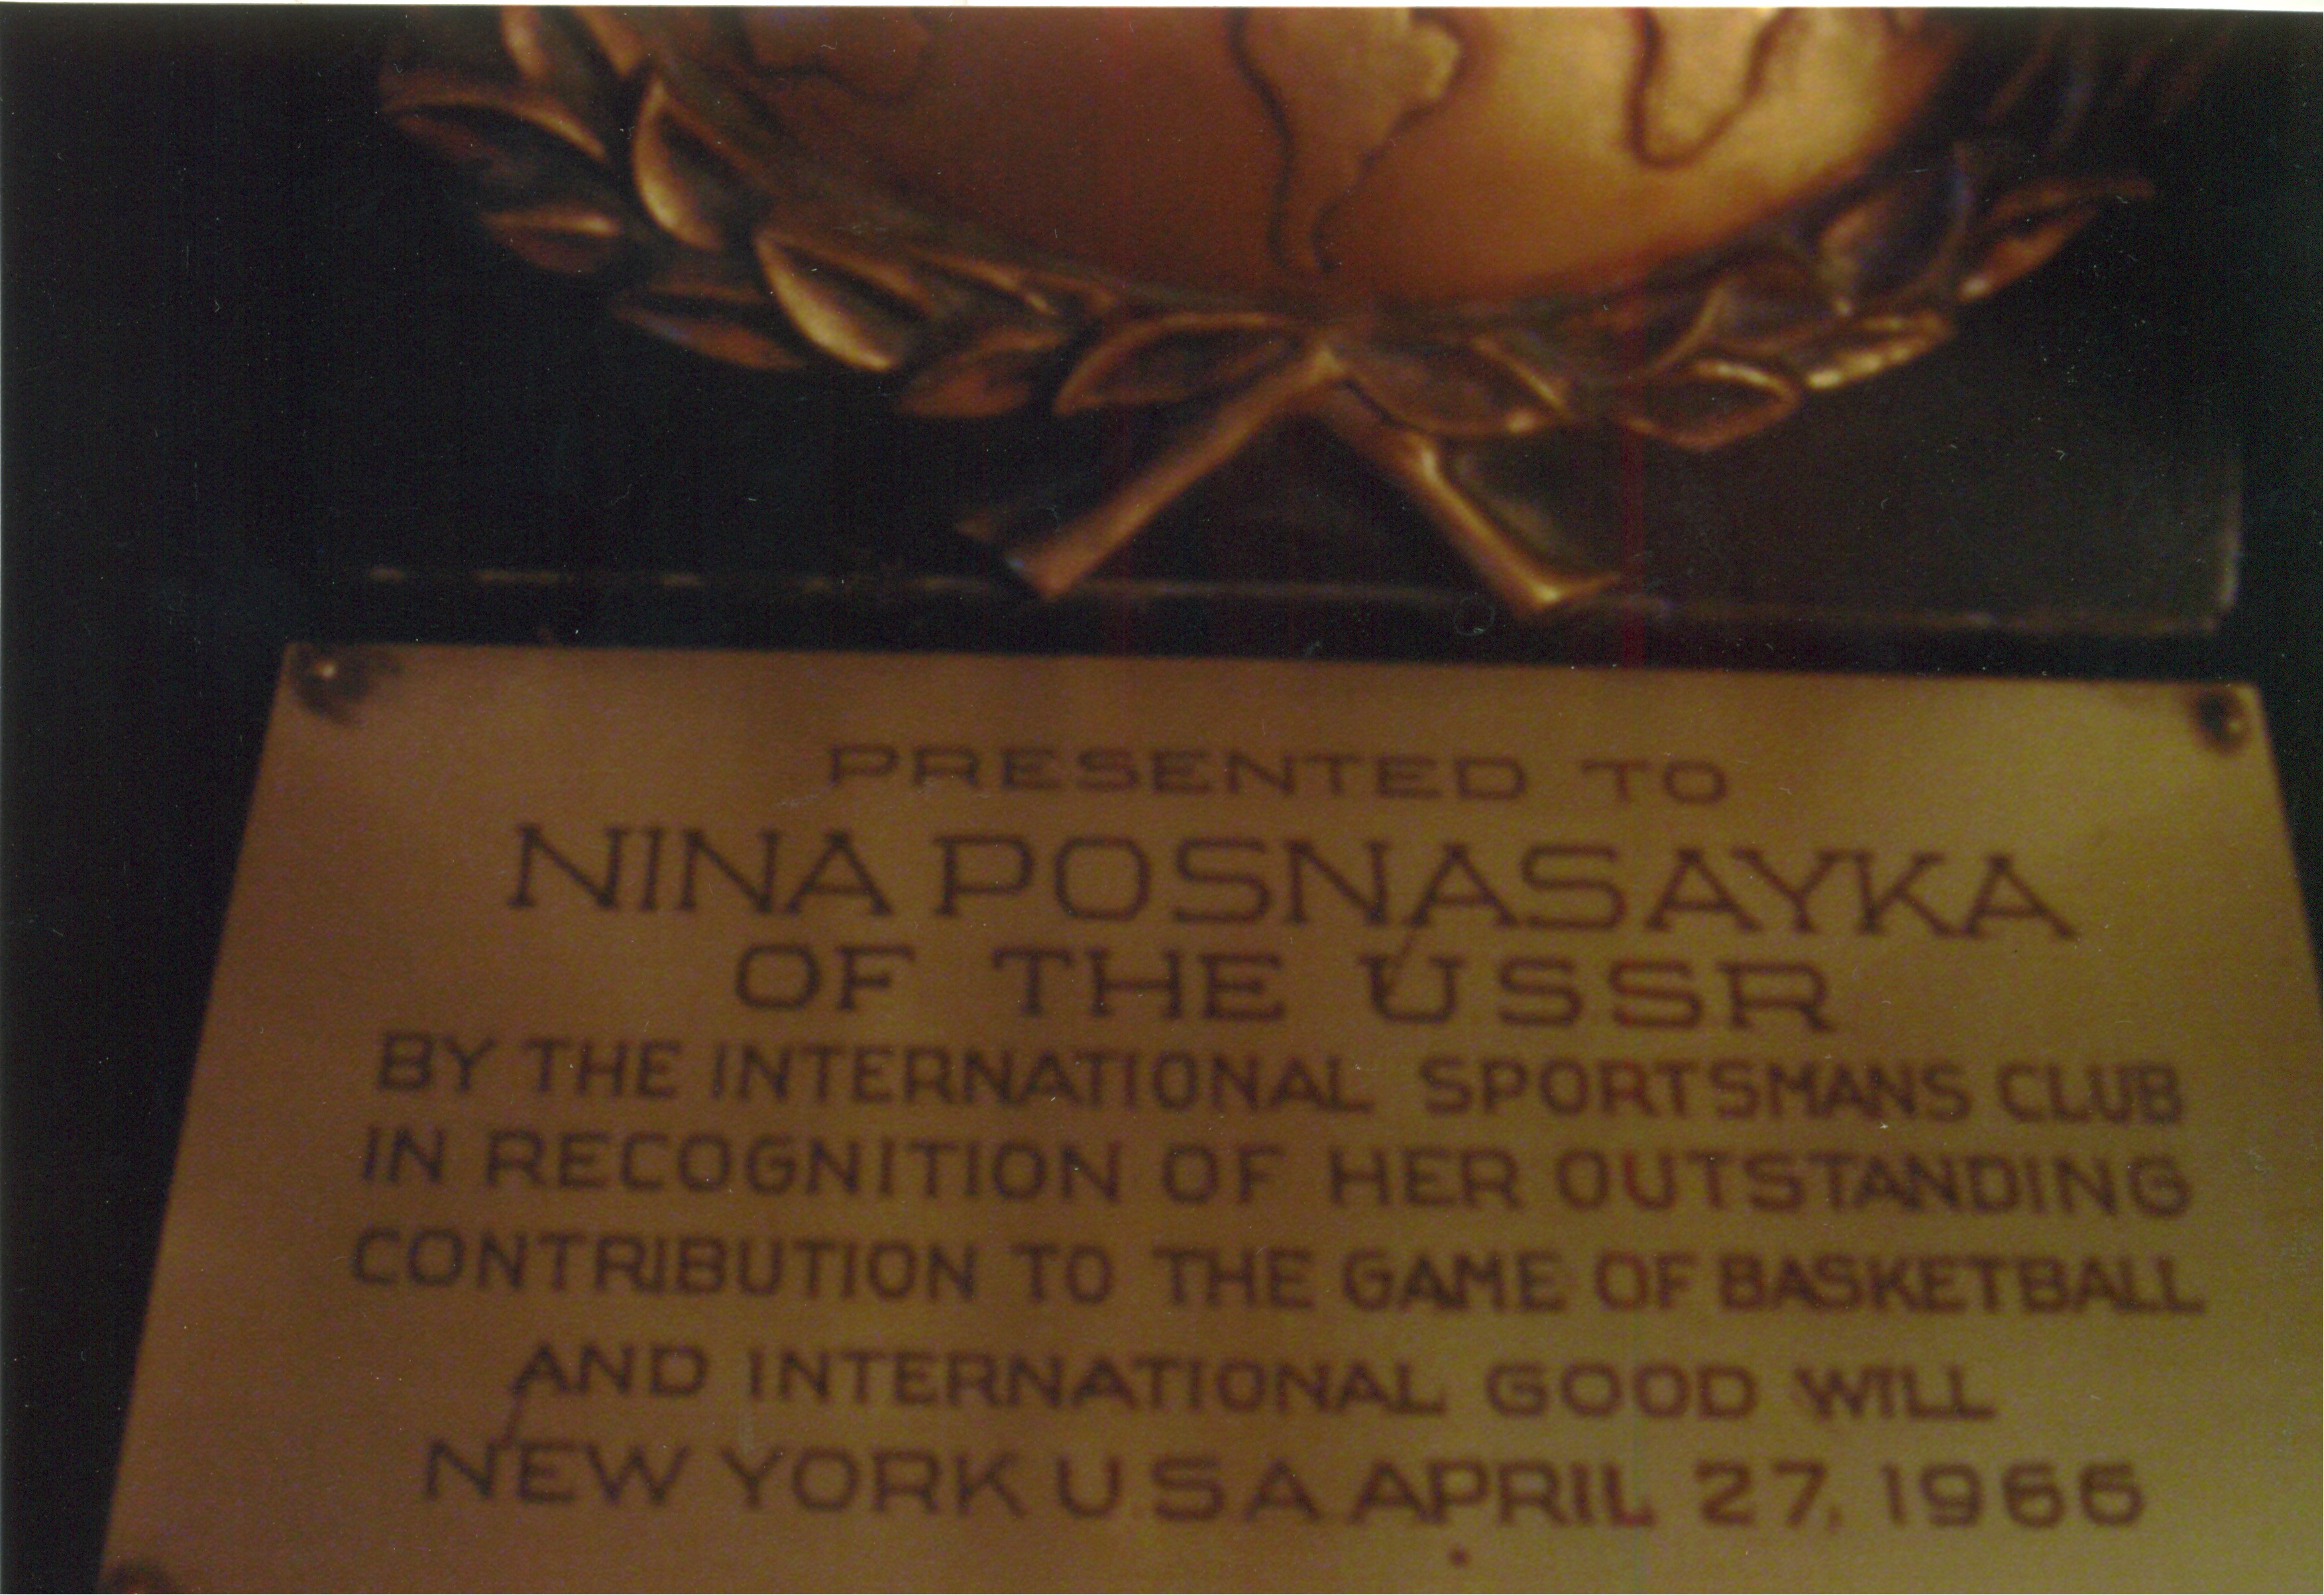 PRESENTED TO
NINA POSNASAYKA
OF THE USSR
BY THE INTERNATIONAL SPORTSMANS CLUB
IN RECOGNITION OF HER OUTSTANDING
CONTRIBUTION TO THE GAME OF BASKETBALL
AND INTERNATIONAL GOOD WILL
NEW YORK U.S.A APRIL 27, 1966